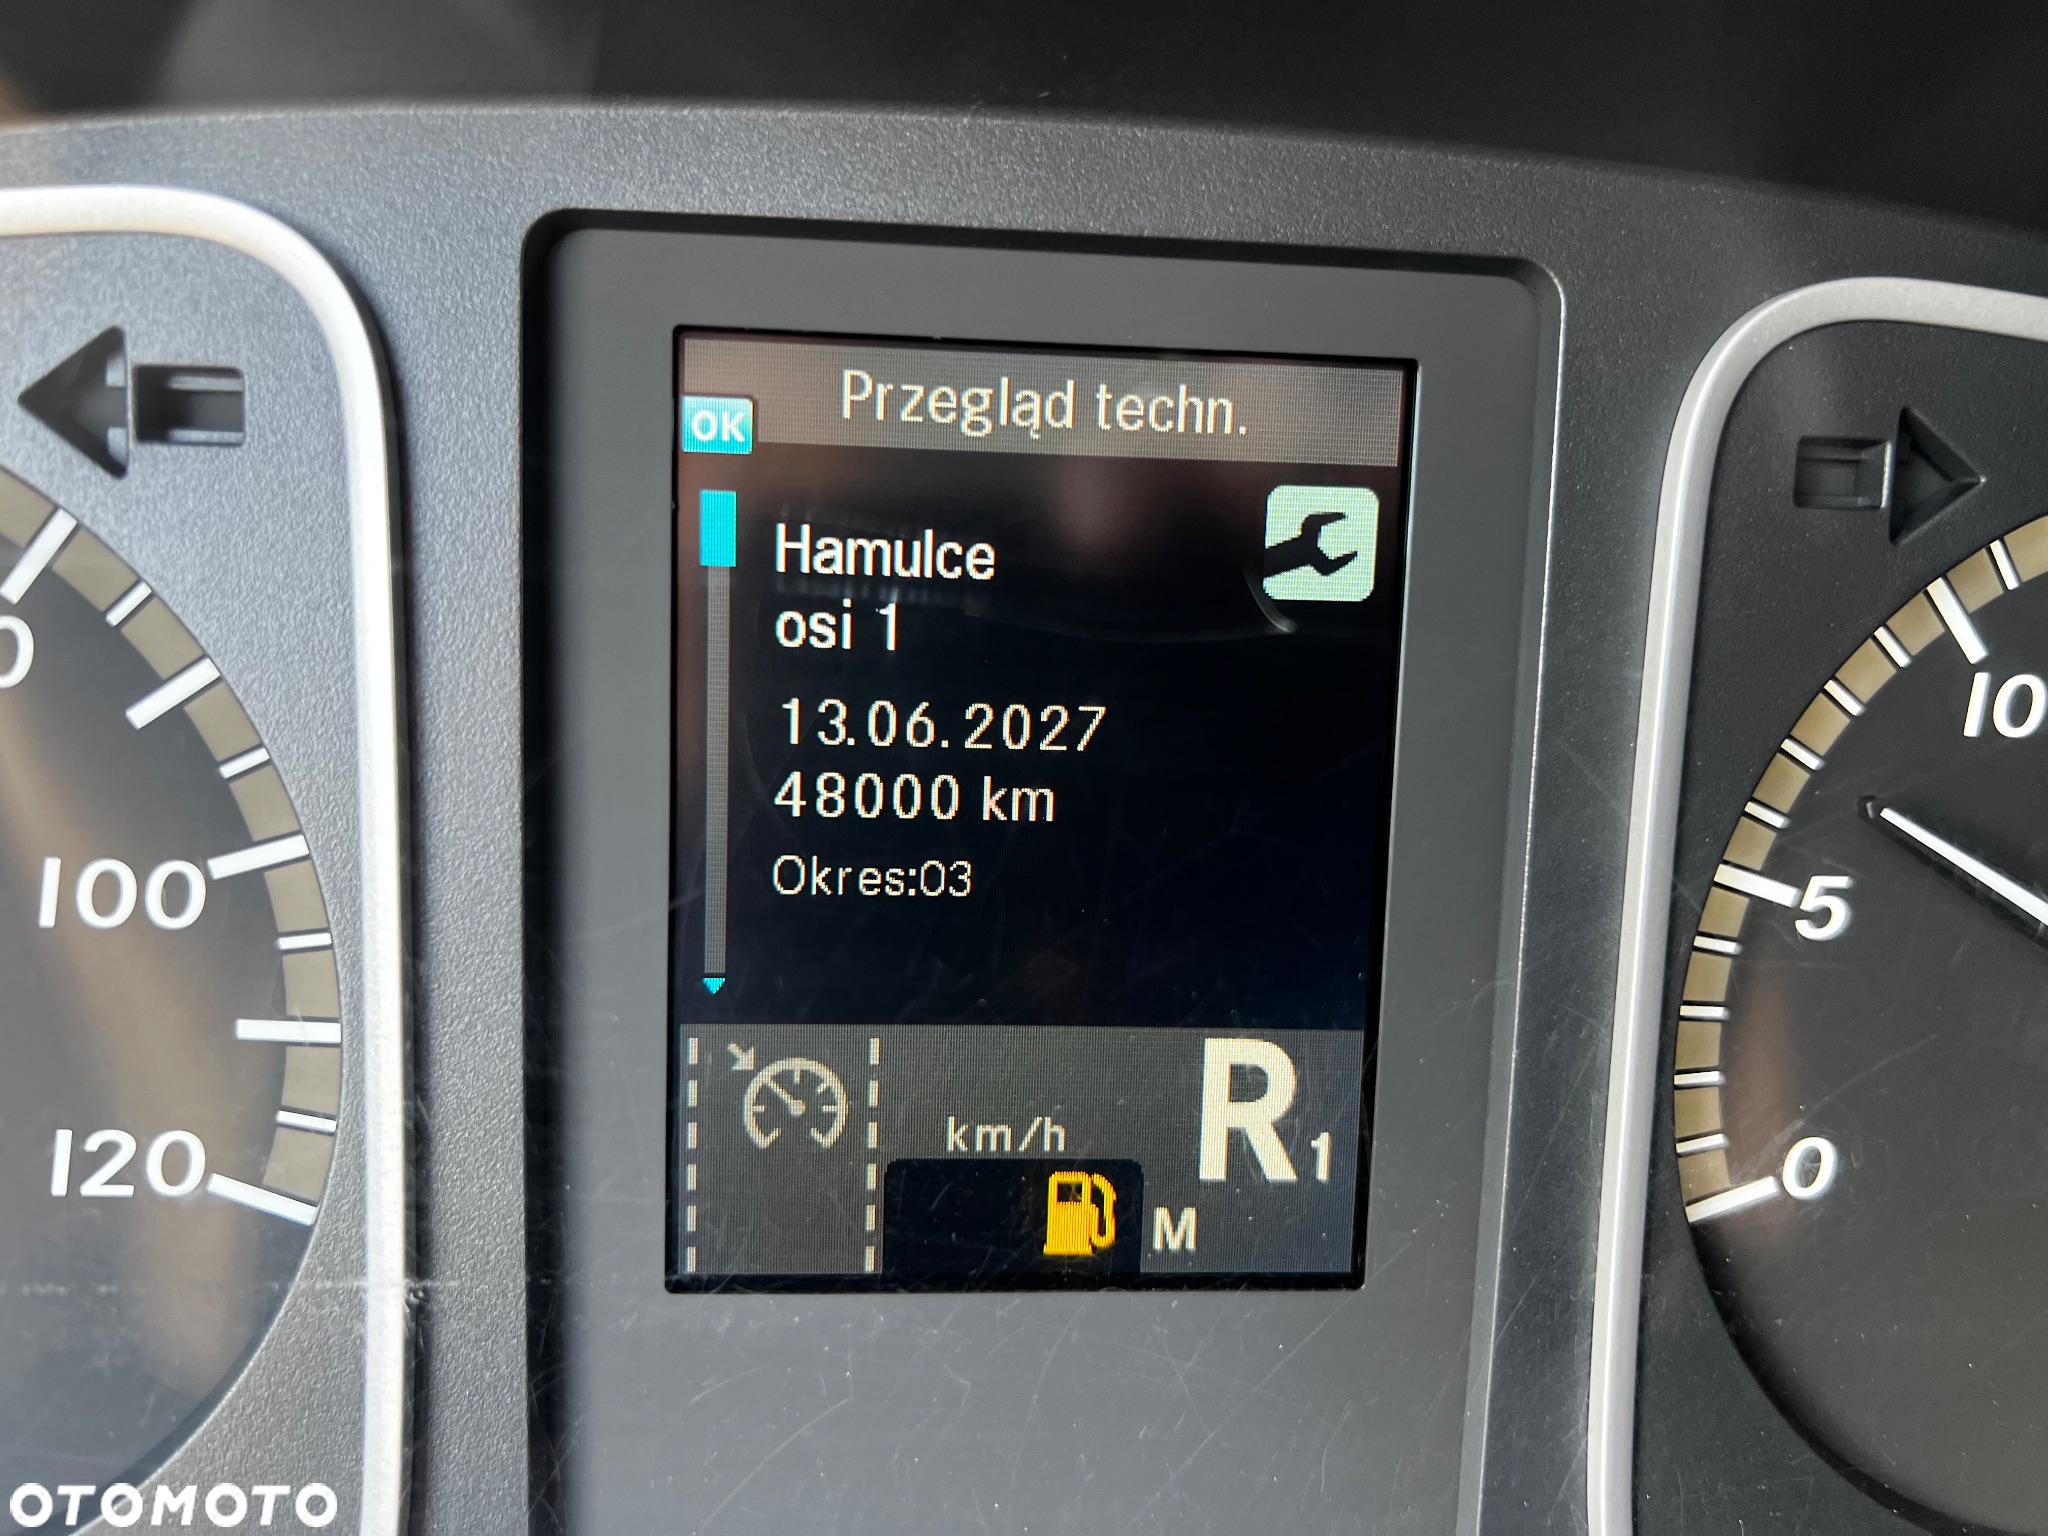 Przegląd techn.
OK
Hamulce
osi 1
13.06.2027
48000 km
Okres:03
km/h
R1
M
100
120
10
5
0
OTOMOTO